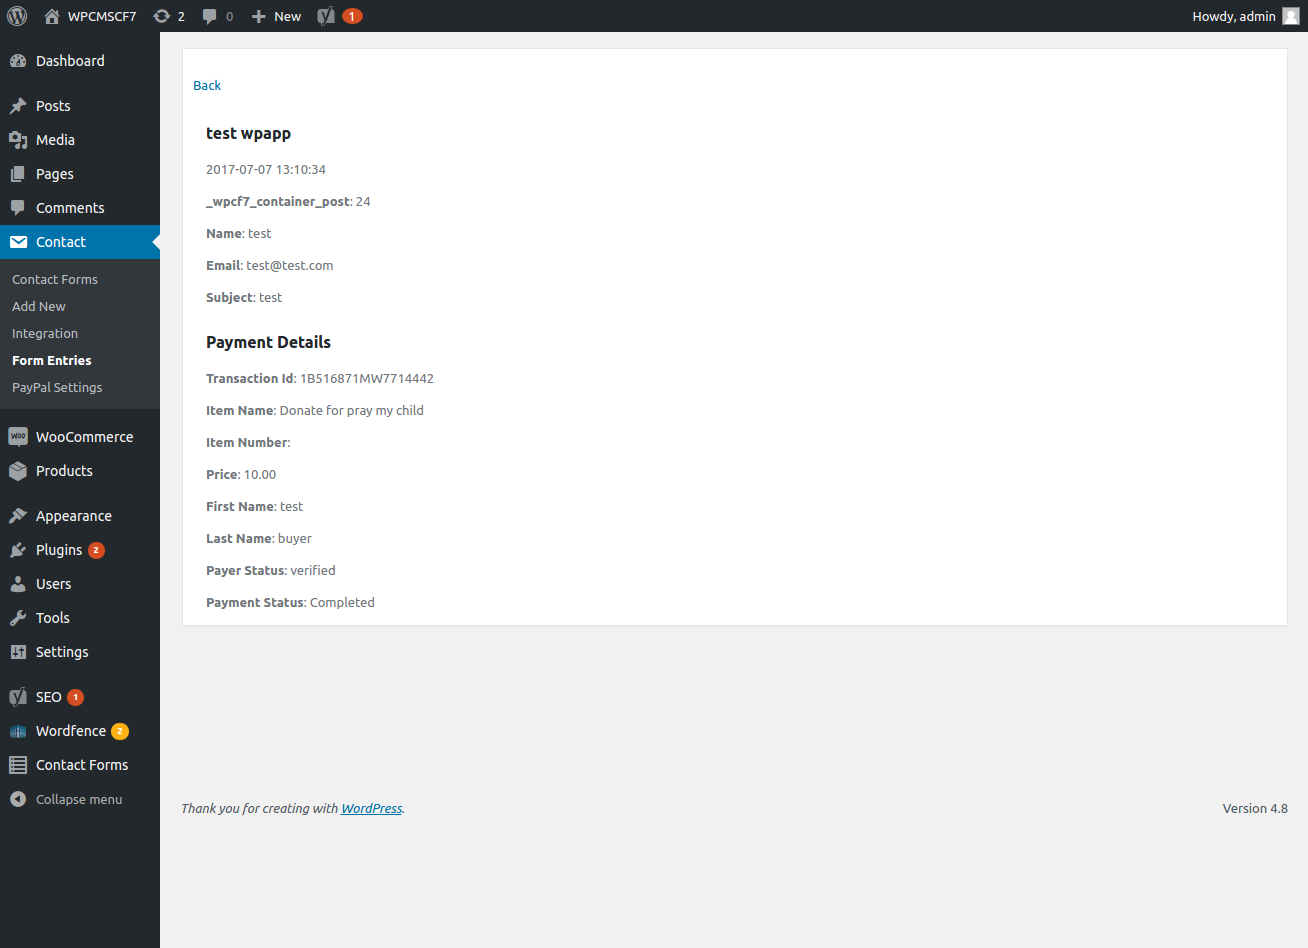 WPCMSCF7 2 0 New 1 Howdy, admin
Dashboard
Posts
Media
Pages
Comments
Contact
Contact Forms
Add New
Integration
Form Entries
PayPal Settings
WOO WooCommerce
Products
Appearance
Plugins 2
Users
Tools
Settings
SEO 1
Wordfence 2
Contact Forms
Collapse menu
Back
test wpapp
2017-07-07 13:10:34
_wpcf7_container_post: 24
Name: test
Email: test@test.com
Subject: test
Payment Details
Transaction Id: 1B516871MW7714442
Item Name: Donate for pray my child
Item Number:
Price: 10.00
First Name: test
Last Name: buyer
Payer Status: verified
Payment Status: Completed
Thank you for creating with WordPress.
Version 4.8